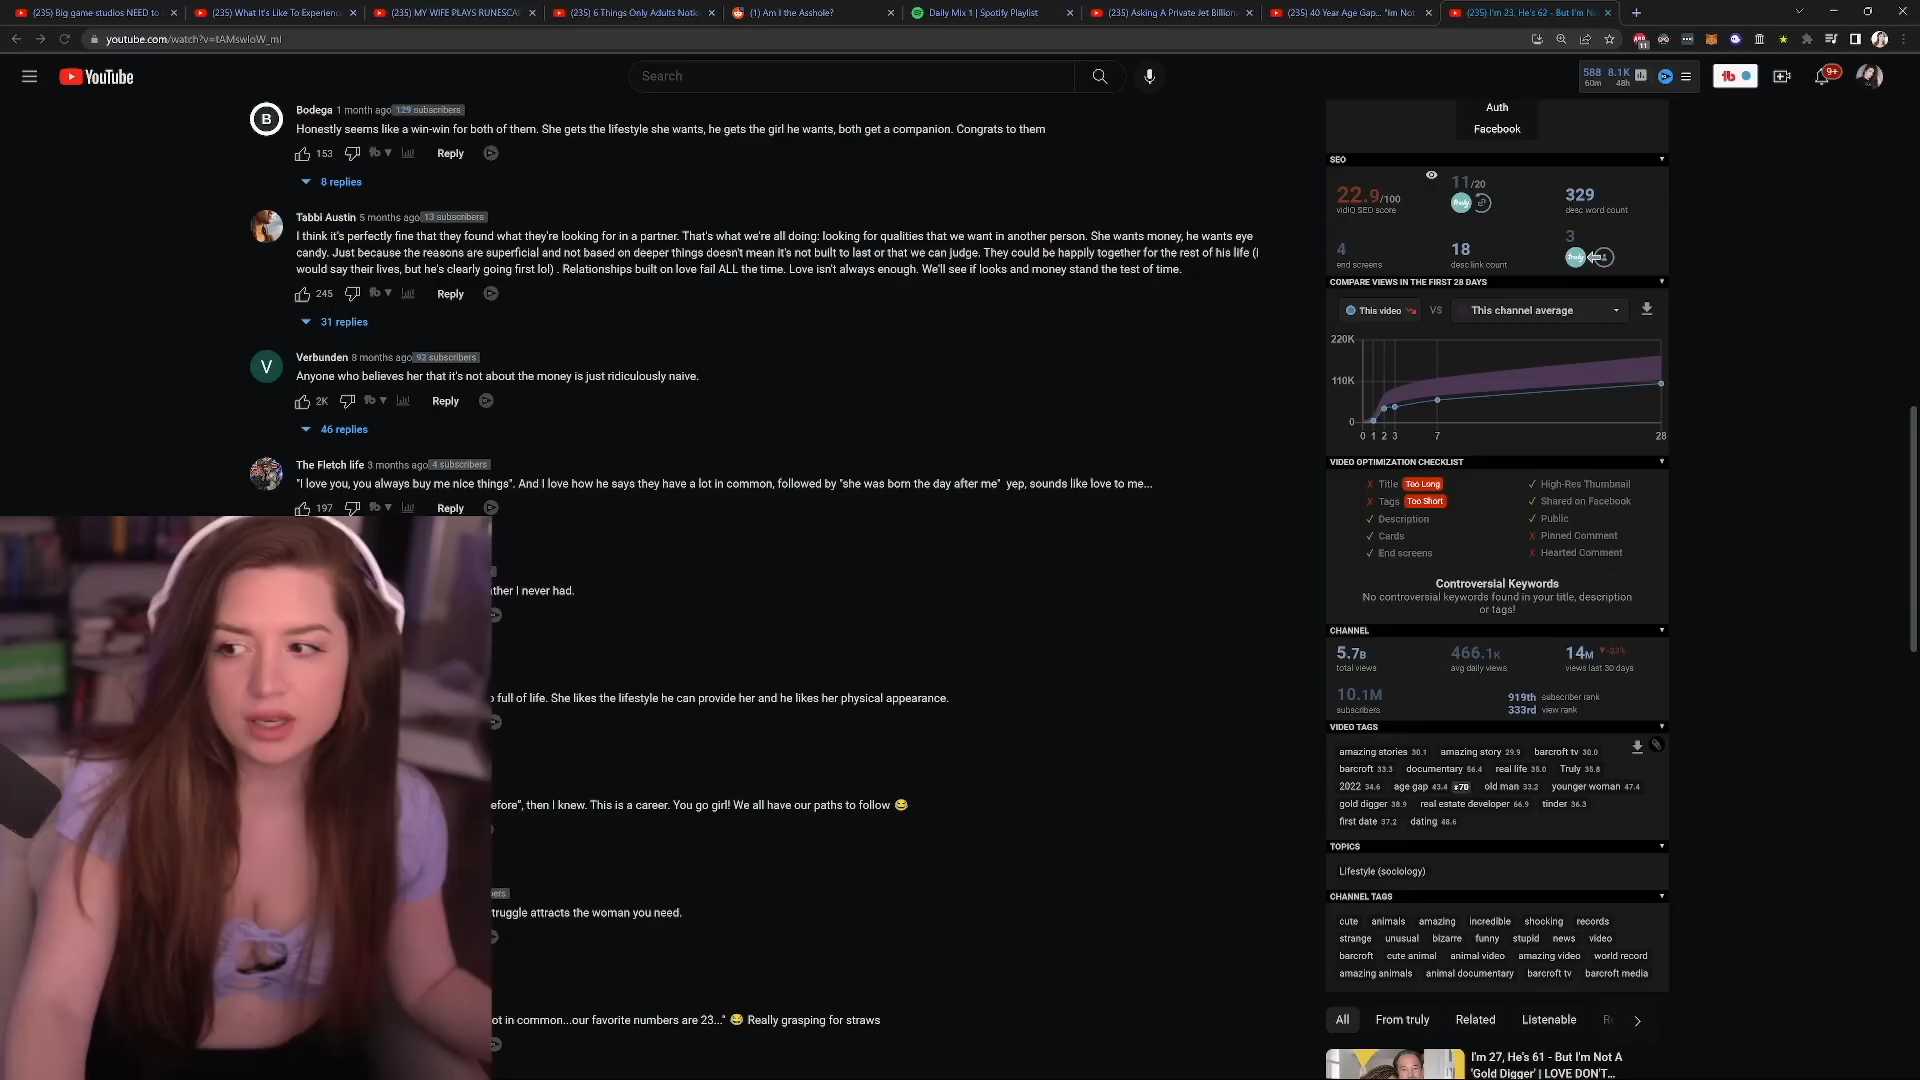 (235) Big game studios NEED to
(235) What It's Like To Experienc
(235) MY WIFE PLAYS RUNESCA
(235) 6 Things Only Adults Noti
(1) Am I the Asshole?
Daily Mix 1 | Spotify Playlist
(235) Asking A Private Jet Billion
(235) 40 Year Age Gap... "Im Not
(235) I'm 23, He's 62 - But I'm N
youtube.com/watch?v=tAMswIoW_mI
YouTube
Search
588 8.1K
60m 48h
9+
Bodega 1 month ago 129 subscribers
Honestly seems like a win-win for both of them. She gets the lifestyle she wants, he gets the girl he wants, both get a companion. Congrats to them
153 Reply
8 replies
Tabbi Austin 5 months ago 13 subscribers
I think it's perfectly fine that they found what they're looking for in a partner. That's what we're all doing: looking for qualities that we want in another person. She wants money, he wants eye
candy. Just because the reasons are superficial and not based on deeper things doesn't mean it's not built to last or that we can judge. They could be happily together for the rest of his life (i
would say their lives, but he's clearly going first lol) . Relationships built on love fail ALL the time. Love isn't always enough. We'll see if looks and money stand the test of time.
245 Reply
31 replies
V
Verbunden 8 months ago 92 subscribers
Anyone who believes her that it's not about the money is just ridiculously naive.
2K Reply
46 replies
The Fletch life 3 months ago 4 subscribers
"I love you, you always buy me nice things". And I love how he says they have a lot in common, followed by "she was born the day after me" yep, sounds like love to me...
197 Reply
ther I never had.
full of life. She likes the lifestyle he can provide her and he likes her physical appearance.
efore", then I knew. This is a career. You go girl! We all have our paths to follow 😂
ers
truggle attracts the woman you need.
ot in common...our favorite numbers are 23..." 😂 Really grasping for straws
Auth
Facebook
SEO
22.9/100
vidIQ SEO score
11/20
329
desc word count
4
end screens
18
desc link count
3
COMPARE VIEWS IN THE FIRST 28 DAYS
This video VS This channel average
220K
110K
0
0 1 2 3 7 28
VIDEO OPTIMIZATION CHECKLIST
X Title Too Long
✓ High-Res Thumbnail
X Tags Too Short
✓ Shared on Facebook
✓ Description
✓ Public
✓ Cards
X Pinned Comment
✓ End screens
X Hearted Comment
Controversial Keywords
No controversial keywords found in your title, description
or tags!
CHANNEL
5.7B
total views
466.1K
avg daily views
14M -23%
views last 30 days
10.1M
subscribers
919th subscriber rank
333rd view rank
VIDEO TAGS
amazing stories 30.1 amazing story 29.9 barcroft tv 30.0
barcroft 33.3 documentary 56.4 real life 35.0 Truly 35.8
2022 34.6 age gap 43.4 #70 old man 33.2 younger woman 47.4
gold digger 38.9 real estate developer 66.9 tinder 36.3
first date 37.2 dating 48.6
TOPICS
Lifestyle (sociology)
CHANNEL TAGS
cute animals amazing incredible shocking records
strange unusual bizarre funny stupid news video
barcroft cute animal animal video amazing video world record
amazing animals animal documentary barcroft tv barcroft media
All From truly Related Listenable
I'm 27, He's 61 - But I'm Not A
'Gold Digger' | LOVE DON'T...